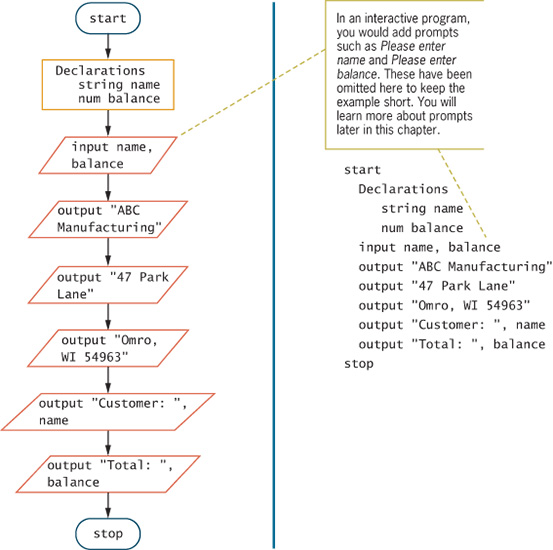 start
Declarations
string name
num balance
input name,
balance
output "ABC
Manufacturing"
output "47 Park
Lane"
output "Omro,
WI 54963"
output "Customer: ",
name
output "Total: ",
balance
stop
In an interactive program,
you would add prompts
such as Please enter
name and Please enter
balance. These have been
omitted here to keep the
example short. You will
learn more about prompts
later in this chapter.
start
Declarations
string name
num balance
input name, balance
output "ABC Manufacturing"
output "47 Park Lane"
output "Omro, WI 54963"
output "Customer: ", name
output "Total: ", balance
stop